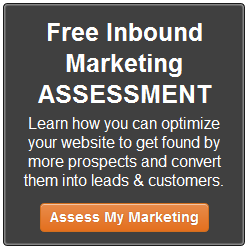 Free Inbound
Marketing
ASSESSMENT
Learn how you can optimize
your website to get found by
more prospects and convert
them into leads & customers.
Assess My Marketing